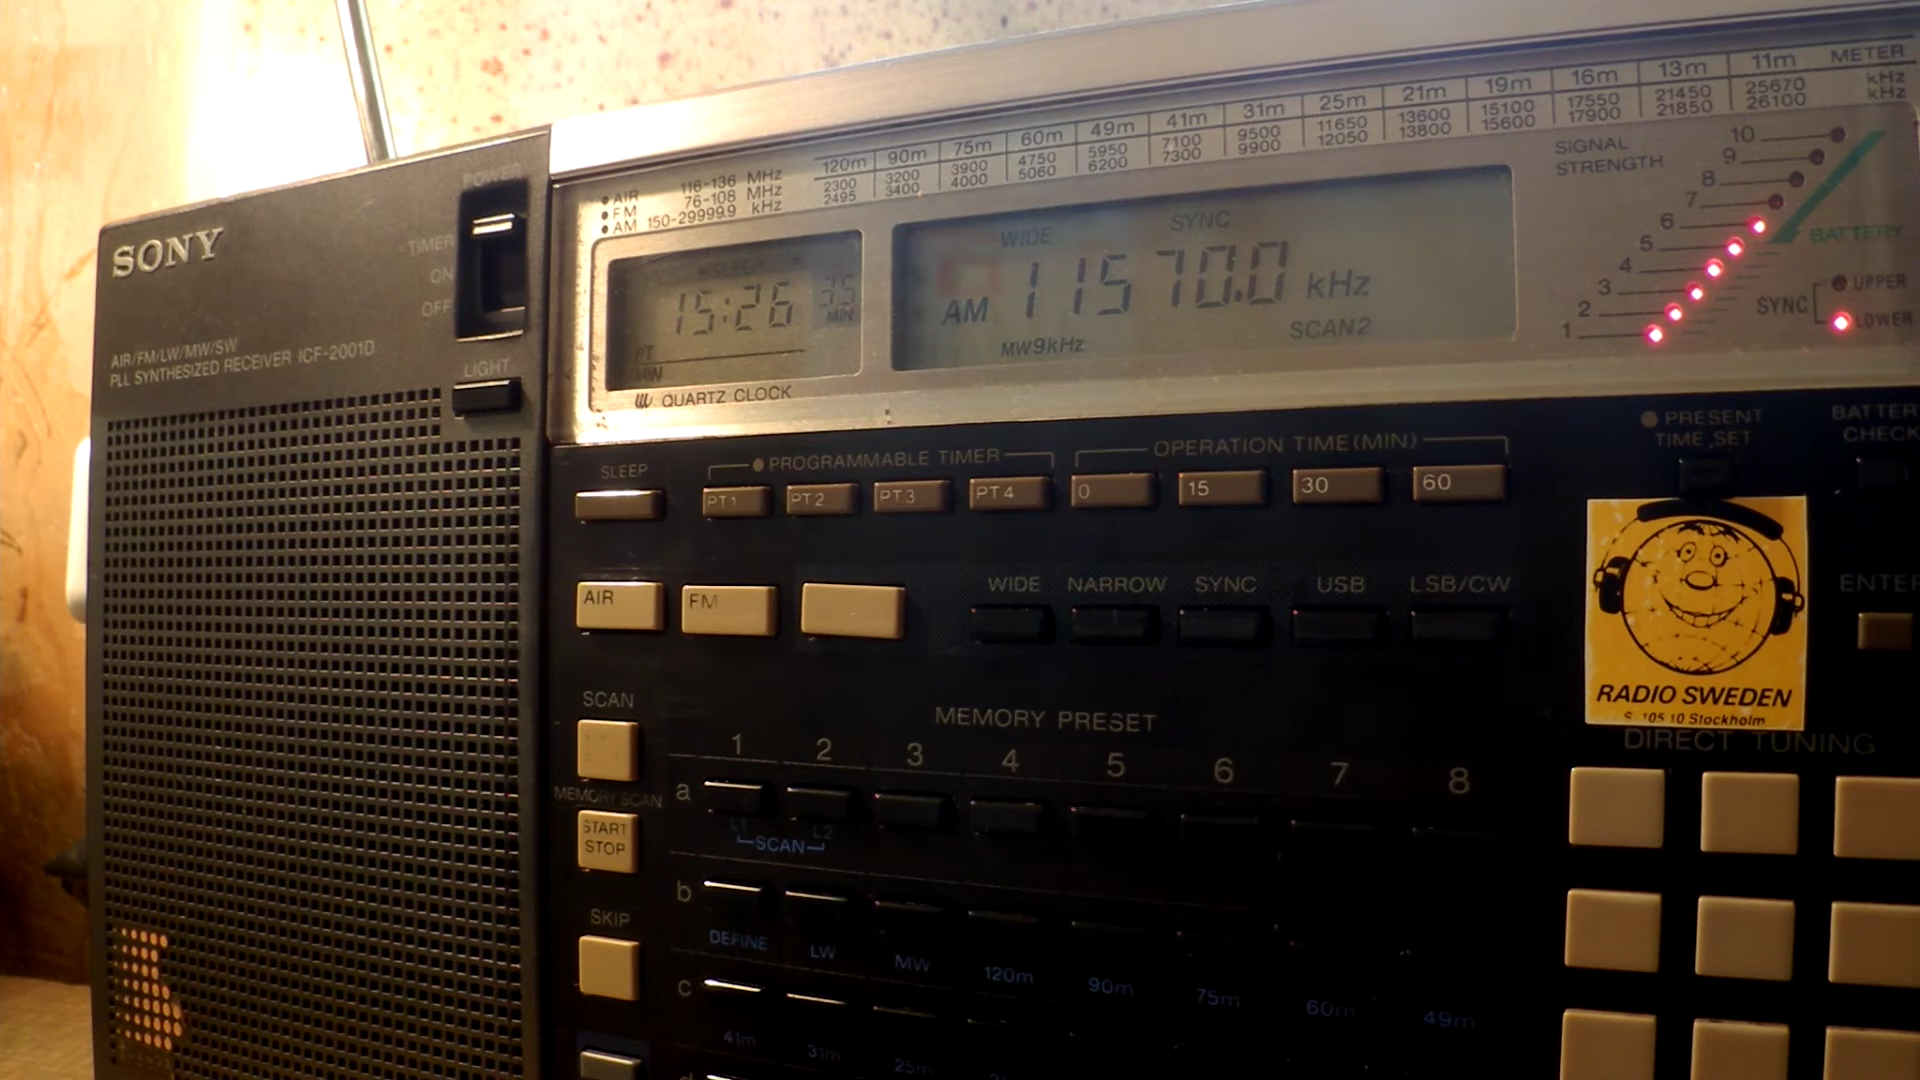 SONY
POWER
TIMER
ON
OFF
AIR/FM/LW/MW/SW
PLL SYNTHESIZED RECEIVER ICF-2001D
LIGHT
AIR 116-136 MHz
FM 76-108 MHz
AM 150-29999.9 kHz
120m 90m 75m 60m 49m 41m 31m 25m 21m 19m 16m 13m 11m METER
2300 3200 3900 4750 5950 7100 9500 11650 13600 15100 17550 21450 25670 kHz
2495 3400 4000 5060 6200 7300 9900 12050 13800 15600 17900 21850 26100 kHz
SLEEP
15:26 35 MIN
PT
QUARTZ CLOCK
WIDE SYNC
AM 11570.0 kHz
MW9kHz SCAN2
SIGNAL
STRENGTH
10
9
8
7
6
5
4
3
2
1
BATTERY
SYNC
UPPER
LOWER
SLEEP
PROGRAMMABLE TIMER
OPERATION TIME(MIN)
PRESENT
TIME SET
CHECK
PT1 PT2 PT3 PT4 0 15 30 60
AIR FM
WIDE NARROW SYNC USB LSB/CW
RADIO SWEDEN
S-105 10 Stockholm
DIRECT TUNING
SCAN
MEMORY SCAN
START
STOP
SKIP
MEMORY PRESET
1 2 3 4 5 6 7 8
a
L1 L2
SCAN
b
DEFINE LW MW 120m 90m 75m 60m 49m
c
41m 31m 25m
d